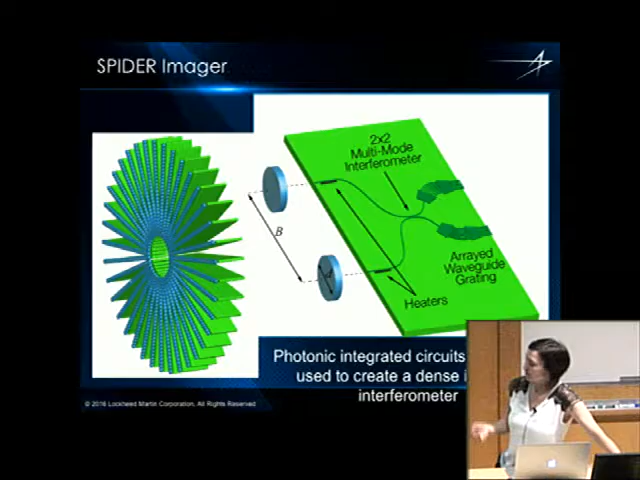 SPIDER Imager
2x2
Multi-Mode
Interferometer
B
d
Arrayed
Waveguide
Grating
Heaters
Photonic integrated circuits
used to create a dense
interferometer
© 2016 Lockheed Martin Corporation, All Rights Reserved